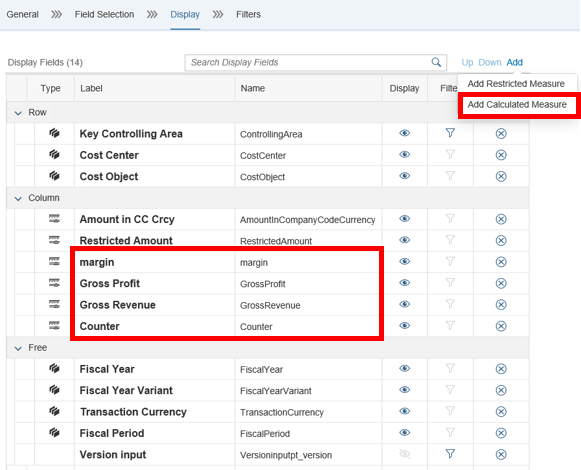 General Field Selection Display Filters
Display Fields (14) Search Display Fields Up Down Add
Add Restricted Measure
Add Calculated Measure
Type Label Name Display Filte
Row
Key Controlling Area ControllingArea
Cost Center CostCenter
Cost Object CostObject
Column
Amount in CC Crcy AmountInCompanyCodeCurrency
Restricted Amount RestrictedAmount
margin margin
Gross Profit GrossProfit
Gross Revenue GrossRevenue
Counter Counter
Free
Fiscal Year FiscalYear
Fiscal Year Variant FiscalYearVariant
Transaction Currency TransactionCurrency
Fiscal Period FiscalPeriod
Version input Versioninputpt_version